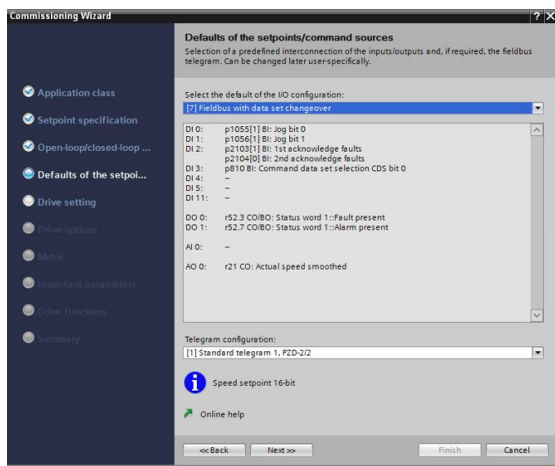 Commissioning Wizard
Defaults of the setpoints/command sources
Selection of a predefined interconnection of the inputs/outputs and, if required, the fieldbus
telegram. Can be changed later user-specifically.
Application class
Setpoint specification
Open-loop/closed-loop ...
Defaults of the setpoi...
Drive setting
Drive options
Motor
Important parameters
Drive functions
Summary
Select the default of the I/O configuration:
[7] Fieldbus with data set changeover
DI 0: p1055[1] BI: Jog bit 0
DI 1: p1056[1] BI: Jog bit 1
DI 2: p2103[1] BI: 1st acknowledge faults
p2104[0] BI: 2nd acknowledge faults
DI 3: p810 BI: Command data set selection CDS bit 0
DI 4: –
DI 5: –
DI 11: –
DO 0: r52.3 CO/BO: Status word 1::Fault present
DO 1: r52.7 CO/BO: Status word 1::Alarm present
AI 0: –
AO 0: r21 CO: Actual speed smoothed
Telegram configuration:
[1] Standard telegram 1, PZD-2/2
Speed setpoint 16-bit
Online help
<< Back
Next >>
Finish
Cancel